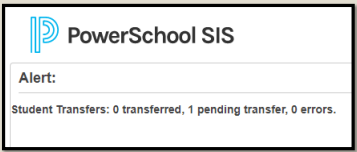 PowerSchool SIS
Alert:
Student Transfers: 0 transferred, 1 pending transfer, 0 errors.